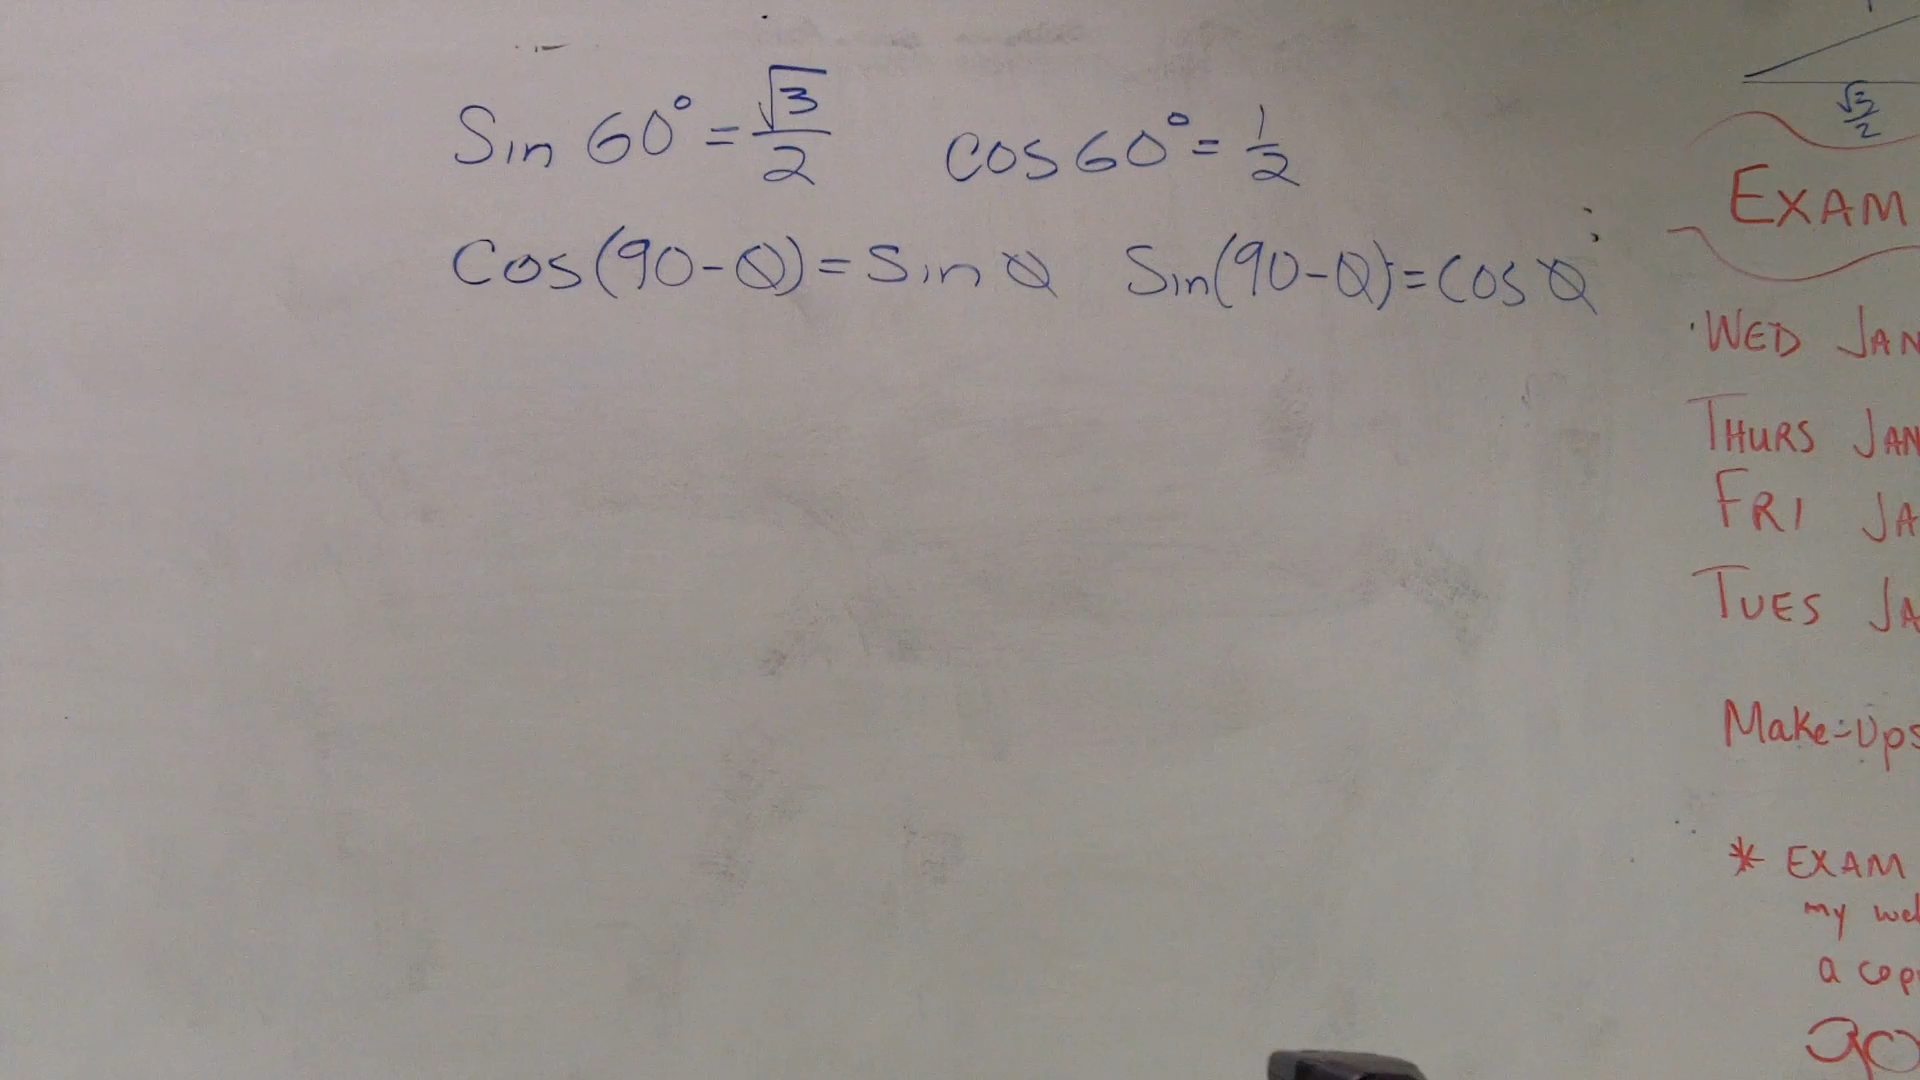 Sin 60° = √3/2 cos 60° = 1/2
Cos(90-θ) = Sin θ Sin(90-θ) = cos θ
√3/2
EXAM
WED JAN
THURS JAN
FRI JA
TUES JA
Make-Ups
* EXAM
my we
a cop